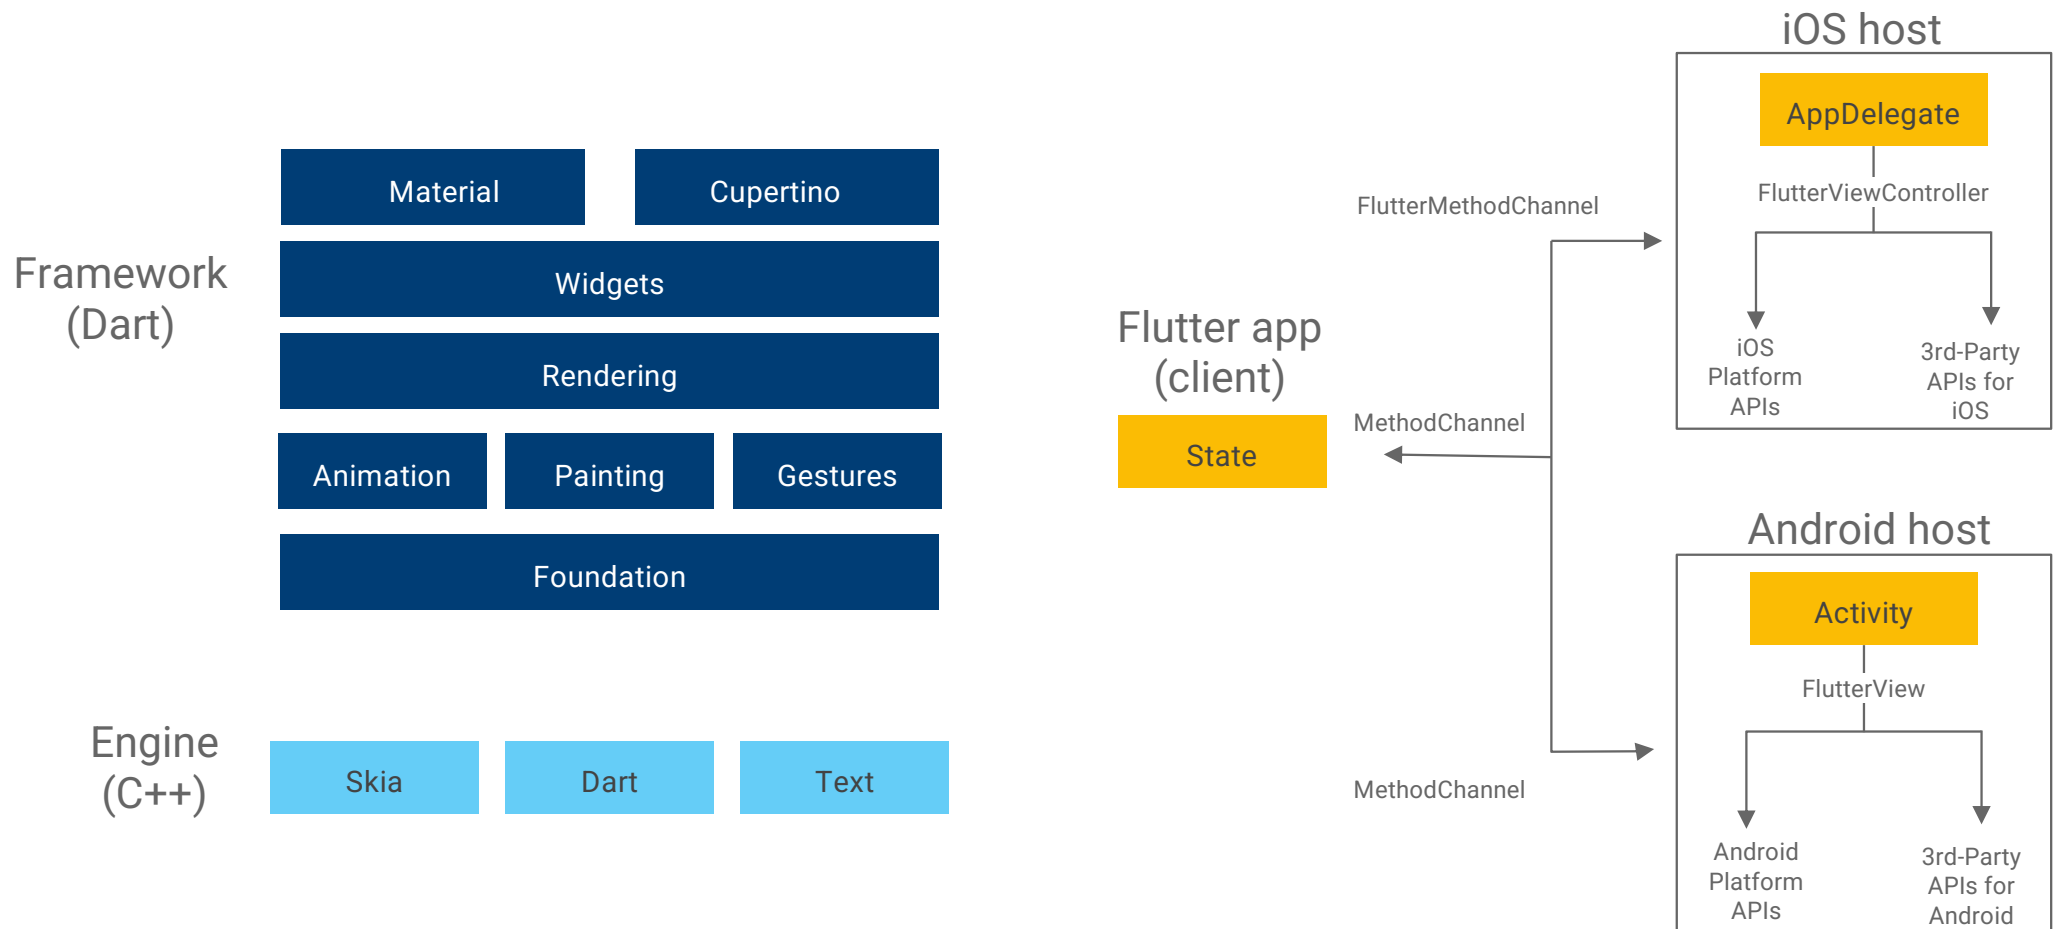 Framework
(Dart)
Material
Cupertino
Widgets
Rendering
Animation
Painting
Gestures
Foundation
Engine
(C++)
Skia
Dart
Text
Flutter app
(client)
State
FlutterMethodChannel
MethodChannel
MethodChannel
iOS host
AppDelegate
FlutterViewController
iOS
Platform
APIs
3rd-Party
APIs for
iOS
Android host
Activity
FlutterView
Android
Platform
APIs
3rd-Party
APIs for
Android